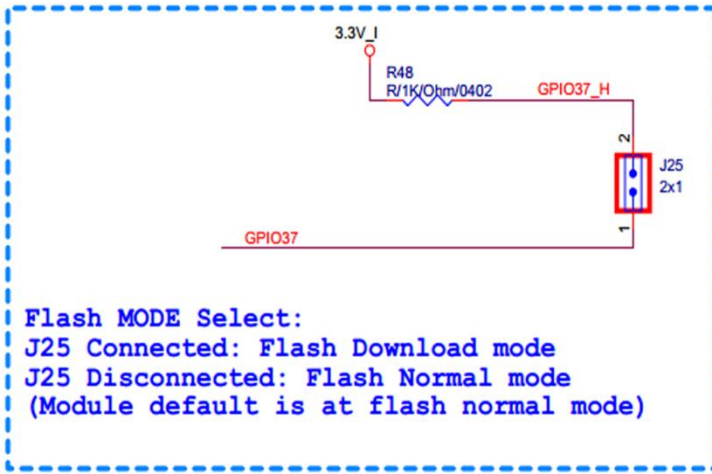 3.3V_I
R48
R/1K/Ohm/0402
GPIO37_H
2
J25
2x1
1
GPIO37
Flash MODE Select:
J25 Connected: Flash Download mode
J25 Disconnected: Flash Normal mode
(Module default is at flash normal mode)